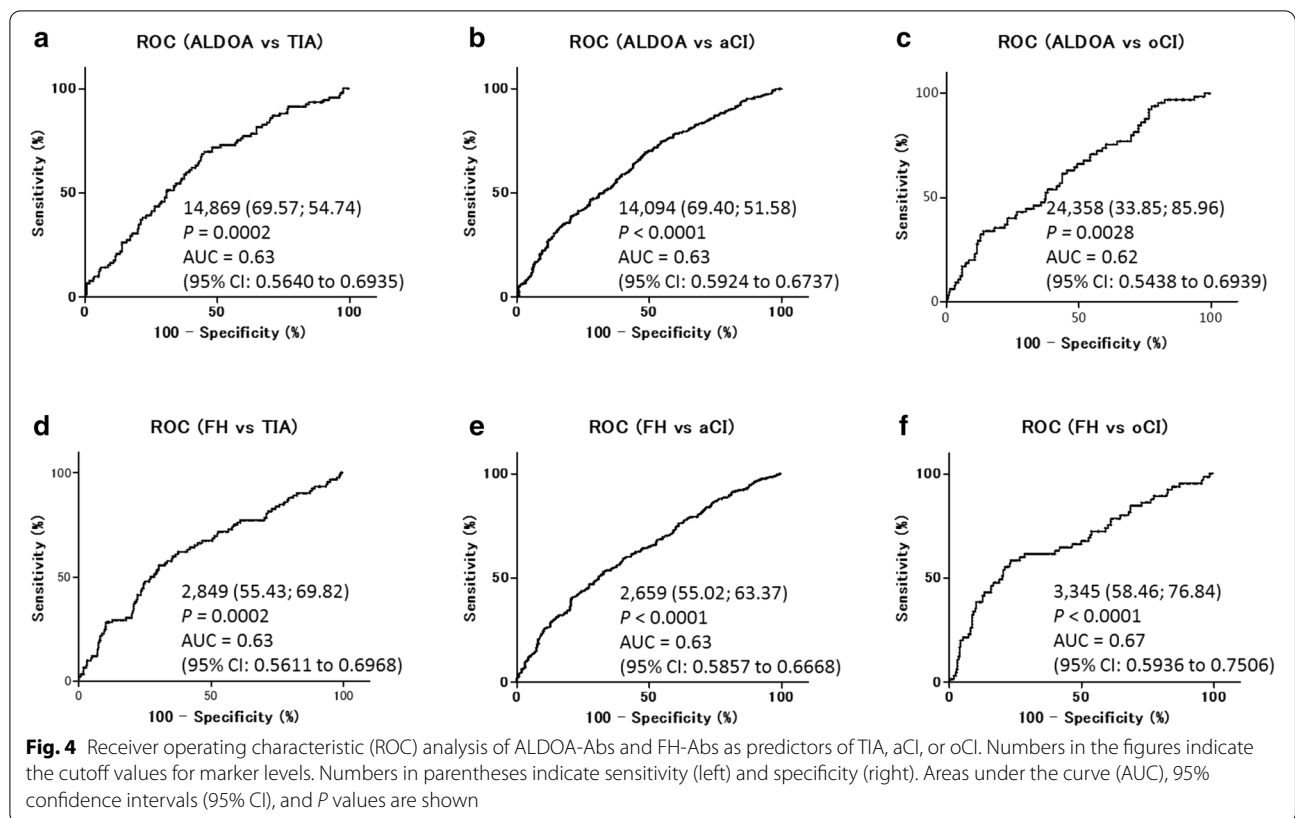 a
ROC (ALDOA vs TIA)
100
50
0
0
50
100
Sensitivity (%)
100 – Specificity (%)
14,869 (69.57; 54.74)
P = 0.0002
AUC = 0.63
(95% CI: 0.5640 to 0.6935)
b
ROC (ALDOA vs aCI)
100
50
0
0
50
100
Sensitivity (%)
100 – Specificity (%)
14,094 (69.40; 51.58)
P < 0.0001
AUC = 0.63
(95% CI: 0.5924 to 0.6737)
c
ROC (ALDOA vs oCI)
100
50
0
0
50
100
Sensitivity (%)
100 – Specificity (%)
24,358 (33.85; 85.96)
P = 0.0028
AUC = 0.62
(95% CI: 0.5438 to 0.6939)
d
ROC (FH vs TIA)
100
50
0
0
50
100
Sensitivity (%)
100 – Specificity (%)
2,849 (55.43; 69.82)
P = 0.0002
AUC = 0.63
(95% CI: 0.5611 to 0.6968)
e
ROC (FH vs aCI)
100
50
0
0
50
100
Sensitivity (%)
100 – Specificity (%)
2,659 (55.02; 63.37)
P < 0.0001
AUC = 0.63
(95% CI: 0.5857 to 0.6668)
f
ROC (FH vs oCI)
100
50
0
0
50
100
Sensitivity (%)
100 – Specificity (%)
3,345 (58.46; 76.84)
P < 0.0001
AUC = 0.67
(95% CI: 0.5936 to 0.7506)
Fig. 4 Receiver operating characteristic (ROC) analysis of ALDOA-Abs and FH-Abs as predictors of TIA, aCI, or oCI. Numbers in the figures indicate
the cutoff values for marker levels. Numbers in parentheses indicate sensitivity (left) and specificity (right). Areas under the curve (AUC), 95%
confidence intervals (95% CI), and P values are shown